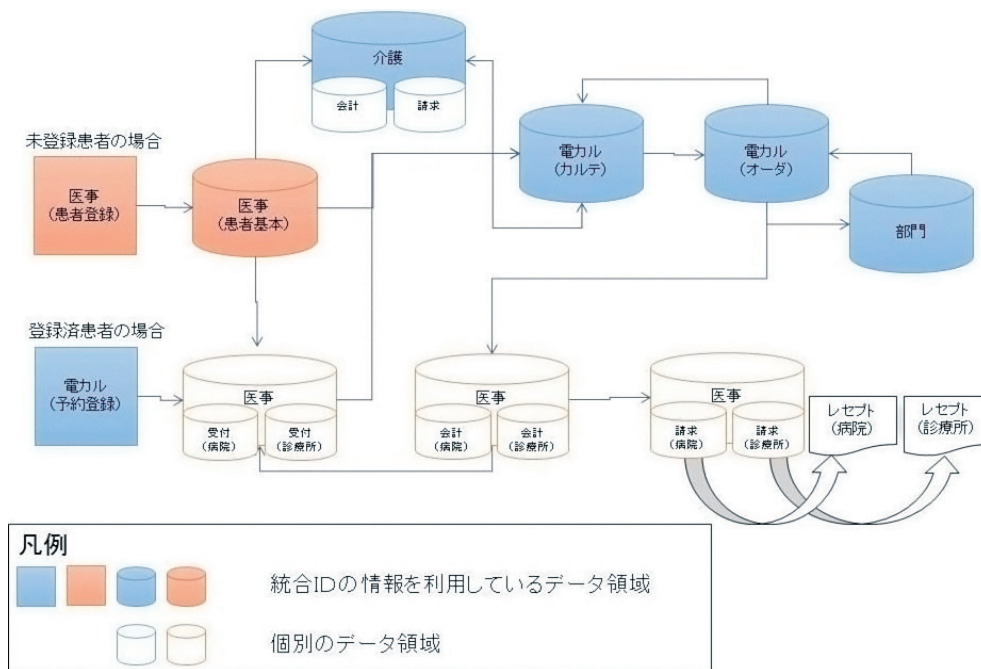 介護
会計
請求
未登録患者の場合
医事
(患者登録)
医事
(患者基本)
電カル
(カルテ)
電カル
(オーダ)
部門
登録済患者の場合
電カル
(予約登録)
医事
受付
(病院)
受付
(診療所)
医事
会計
(病院)
会計
(診療所)
医事
請求
(病院)
請求
(診療所)
レセプト
(病院)
レセプト
(診療所)
凡例
統合IDの情報を利用しているデータ領域
個別のデータ領域